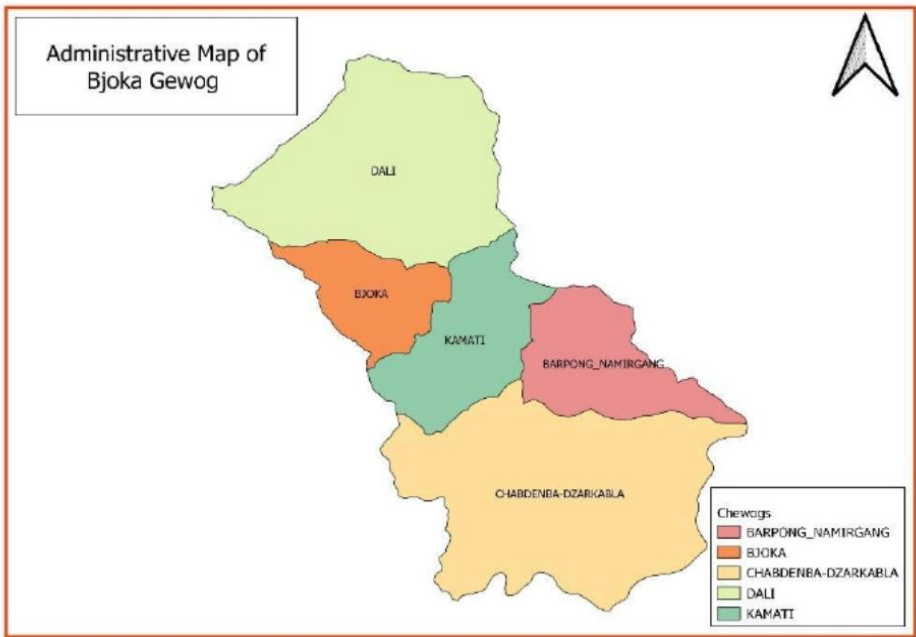 Administrative Map of
Bjoka Gewog
DALI
BJOKA
KAMATI
BARPONG_NAMIRGANG
CHABDENBA-DZARKABLA
Chewogs
BARPONG_NAMIRGANG
BJOKA
CHABDENBA-DZARKABLA
DALI
KAMATI